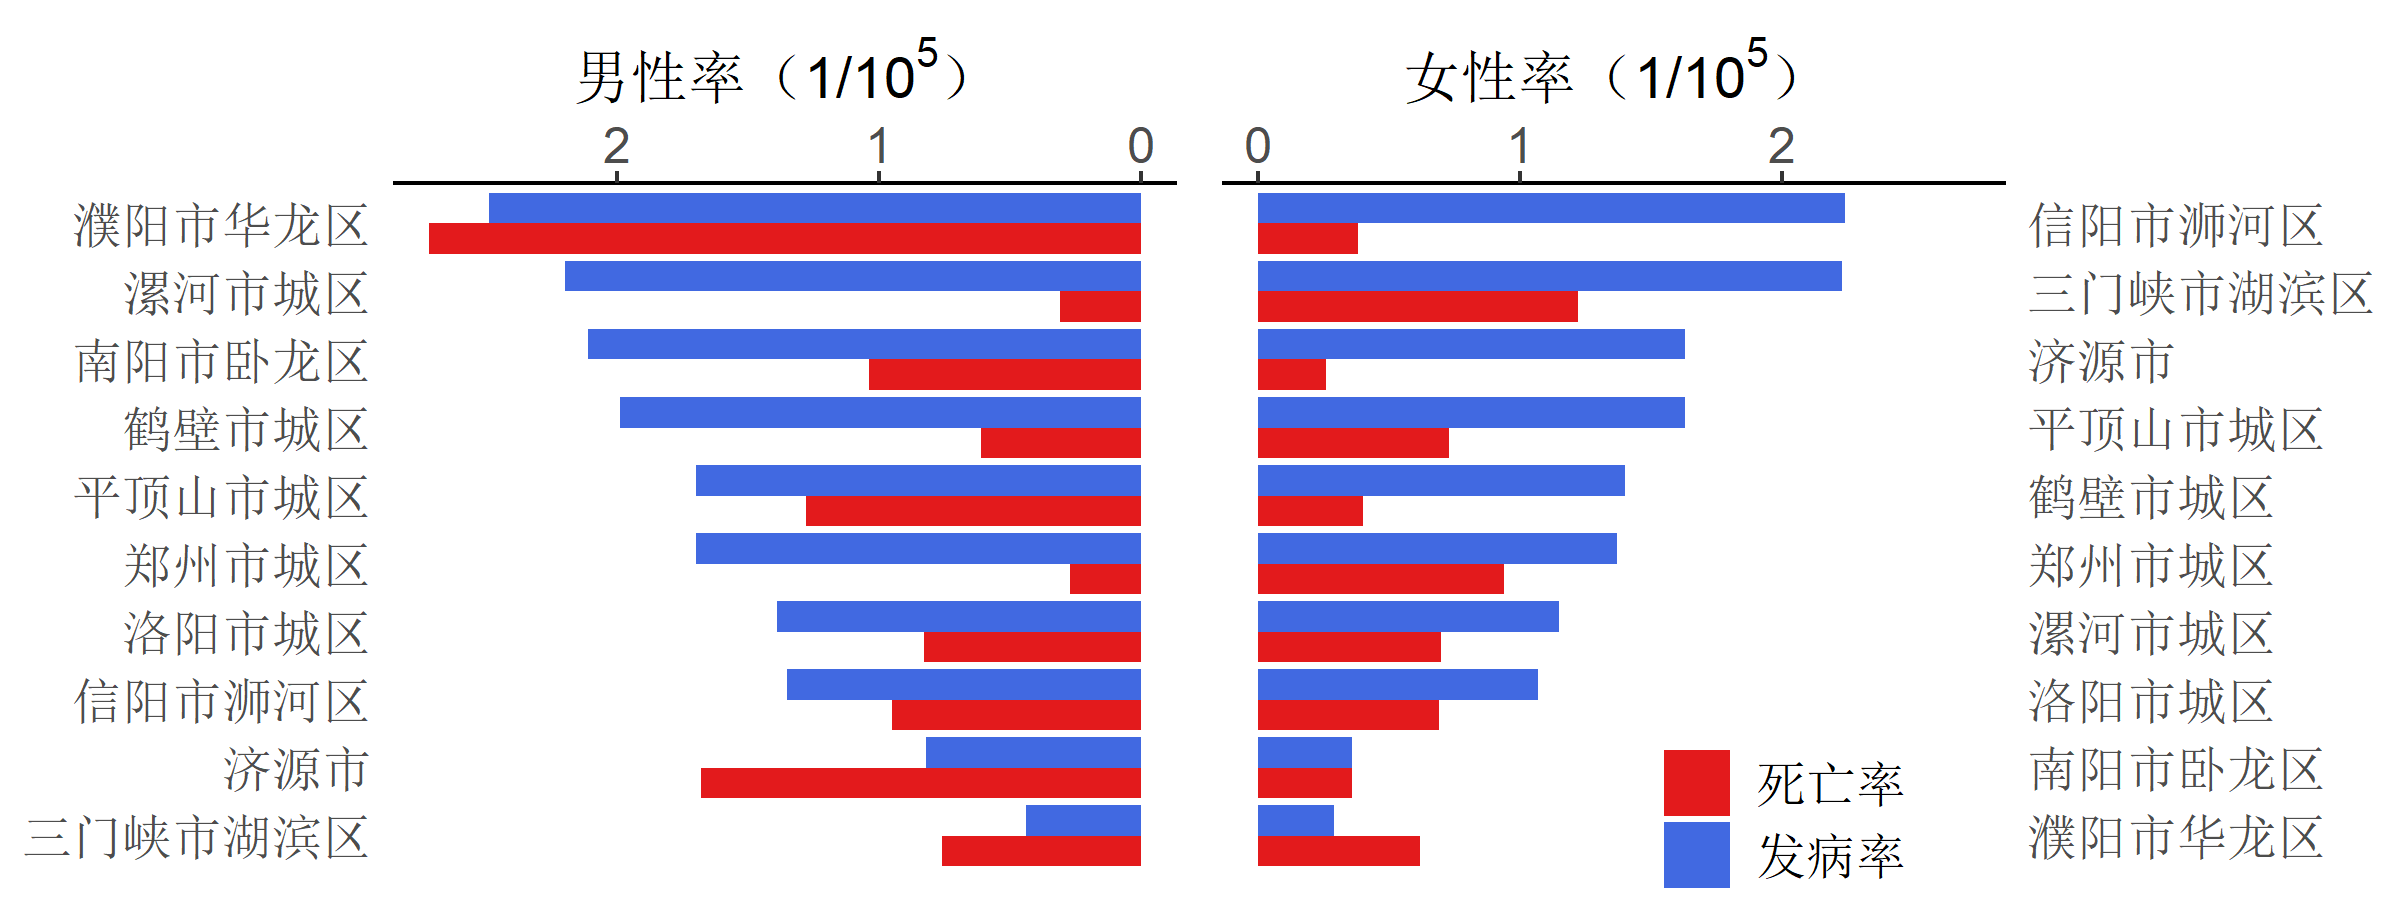 男性率（1/10⁵）
女性率（1/10⁵）
2 1 0
0 1 2
濮阳市华龙区
漯河市城区
南阳市卧龙区
鹤壁市城区
平顶山市城区
郑州市城区
洛阳市城区
信阳市浉河区
济源市
三门峡市湖滨区
信阳市浉河区
三门峡市湖滨区
济源市
平顶山市城区
鹤壁市城区
郑州市城区
漯河市城区
洛阳市城区
南阳市卧龙区
濮阳市华龙区
死亡率
发病率